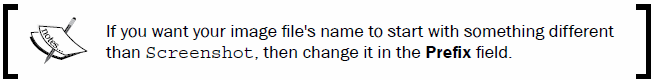 notes
If you want your image file's name to start with something different
than Screenshot, then change it in the Prefix field.